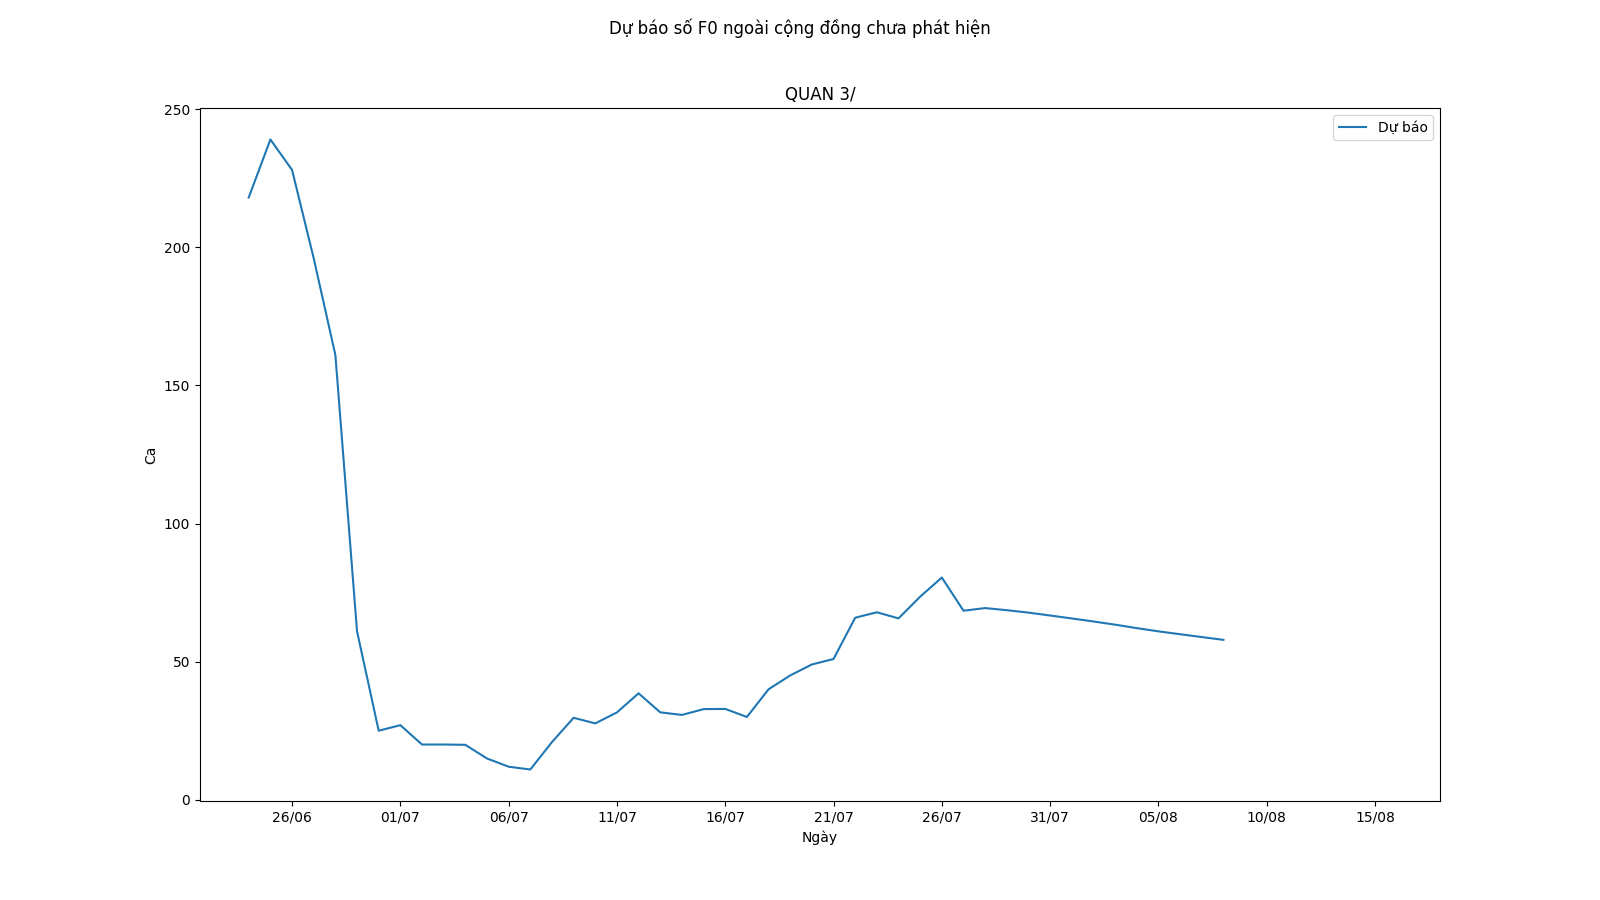 Dự báo số F0 ngoài cộng đồng chưa phát hiện
QUAN 3/
250
200
150
100
50
0
Ca
Dự báo
26/06 01/07 06/07 11/07 16/07 21/07 26/07 31/07 05/08 10/08 15/08
Ngày